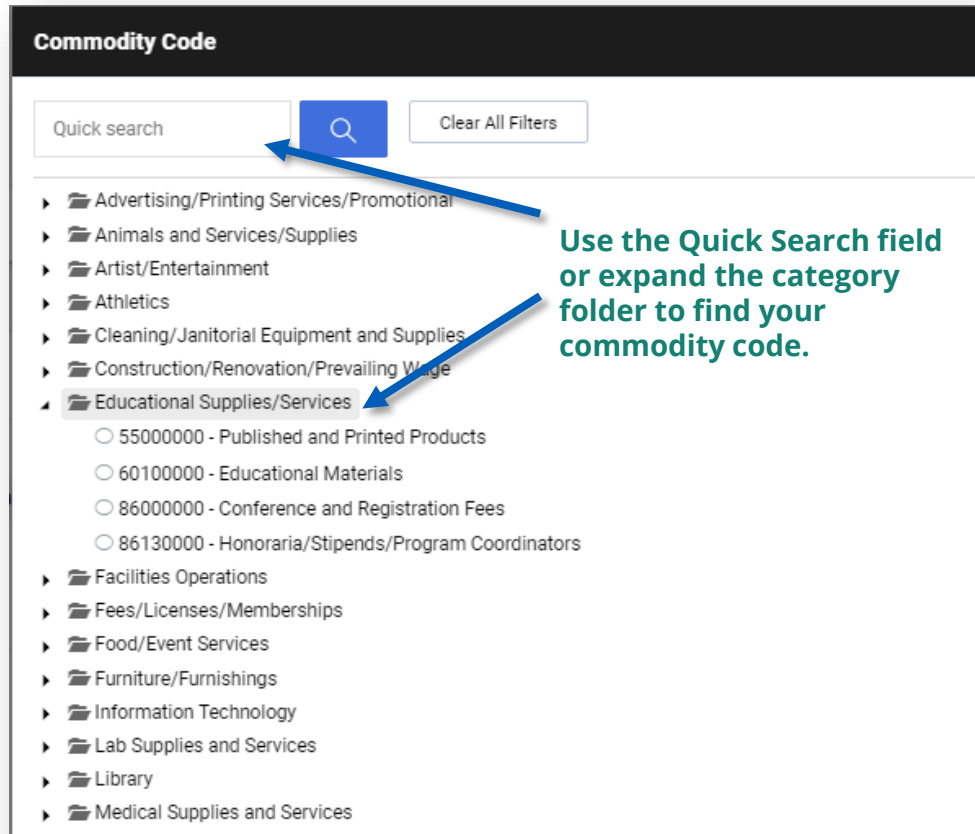 Commodity Code
Quick search
Clear All Filters
Advertising/Printing Services/Promotional
Animals and Services/Supplies
Artist/Entertainment
Athletics
Cleaning/Janitorial Equipment and Supplies
Construction/Renovation/Prevailing Wage
Educational Supplies/Services
55000000 - Published and Printed Products
60100000 - Educational Materials
86000000 - Conference and Registration Fees
86130000 - Honoraria/Stipends/Program Coordinators
Facilities Operations
Fees/Licenses/Memberships
Food/Event Services
Furniture/Furnishings
Information Technology
Lab Supplies and Services
Library
Medical Supplies and Services
Use the Quick Search field
or expand the category
folder to find your
commodity code.